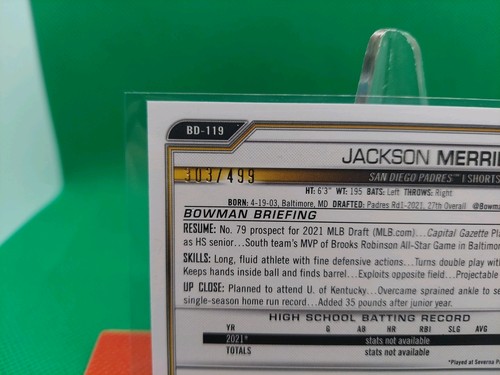 BD-119
JACKSON MERRIL
303/499
SAN DIEGO PADRES™ | SHORTS
HT: 6'3" WT: 195 BATS: Left THROWS: Right
BORN: 4-19-03, Baltimore, MD DRAFTED: Padres Rd1-2021, 27th Overall @Bowma
BOWMAN BRIEFING
RESUME: No. 79 prospect for 2021 MLB Draft (MLB.com)...Capital Gazette Pla
as HS senior...South team's MVP of Brooks Robinson All-Star Game in Baltimor
SKILLS: Long, fluid athlete with fine defensive actions...Turns double play with
Keeps hands inside ball and finds barrel...Exploits opposite field...Projectable
UP CLOSE: Planned to attend U. of Kentucky...Overcame sprained ankle to se
single-season home run record...Added 35 pounds after junior year.
HIGH SCHOOL BATTING RECORD
YR G AB HR RBI SLG AVG
2021* stats not available
TOTALS stats not available
*Played at Severna P